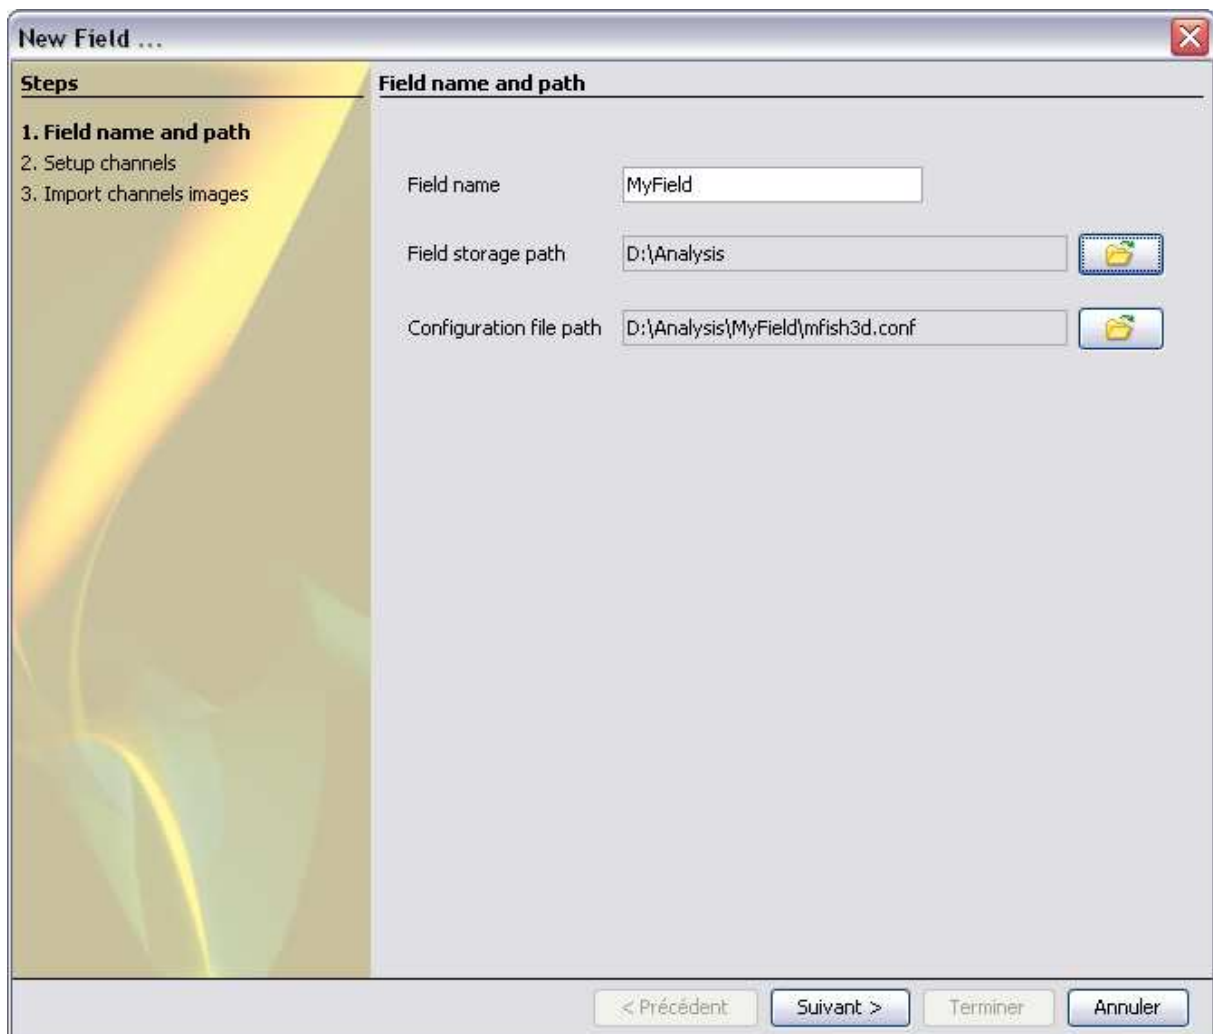 New Field ...
Steps
1. Field name and path
2. Setup channels
3. Import channels images
Field name and path
Field name MyField
Field storage path D:\Analysis
Configuration file path D:\Analysis\MyField\mfish3d.conf
< Précédent Suivant > Terminer Annuler